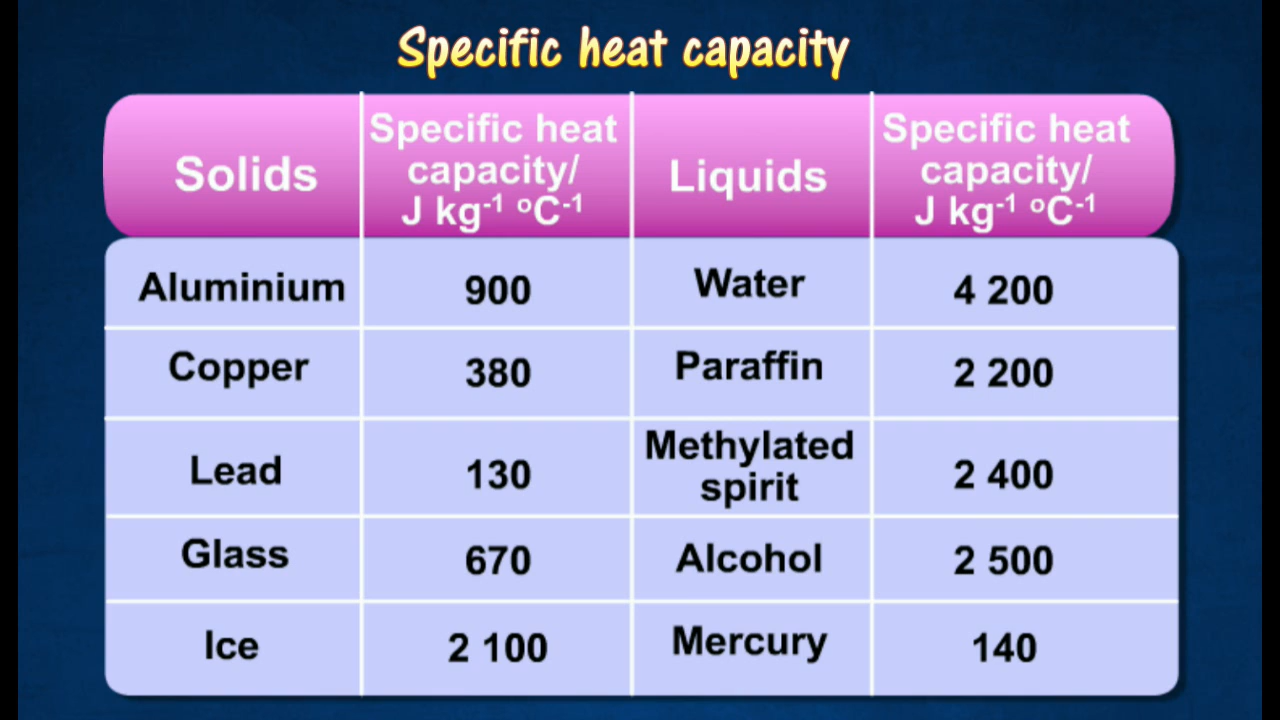 Specific heat capacity
Solids
Specific heat
capacity/
J kg⁻¹ ºC⁻¹
Liquids
Specific heat
capacity/
J kg⁻¹ ºC⁻¹
Aluminium 900 Water 4 200
Copper 380 Paraffin 2 200
Lead 130 Methylated
spirit 2 400
Glass 670 Alcohol 2 500
Ice 2 100 Mercury 140